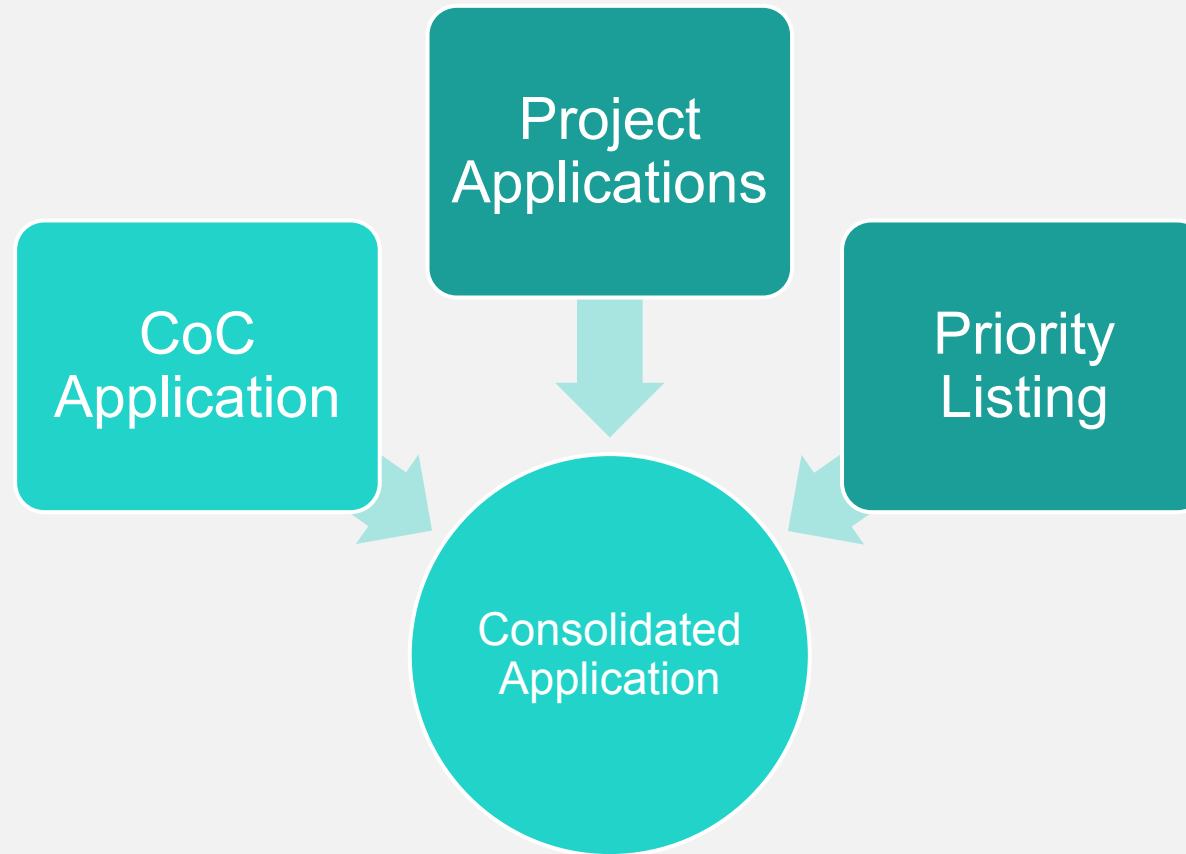 Project
Applications
CoC
Application
Priority
Listing
Consolidated
Application